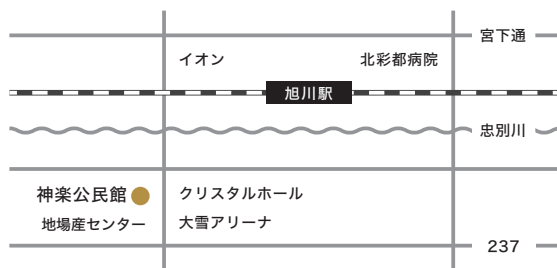 宮下通
イオン
北彩都病院
旭川駅
忠別川
神楽公民館
クリスタルホール
地場産センター
大雪アリーナ
237